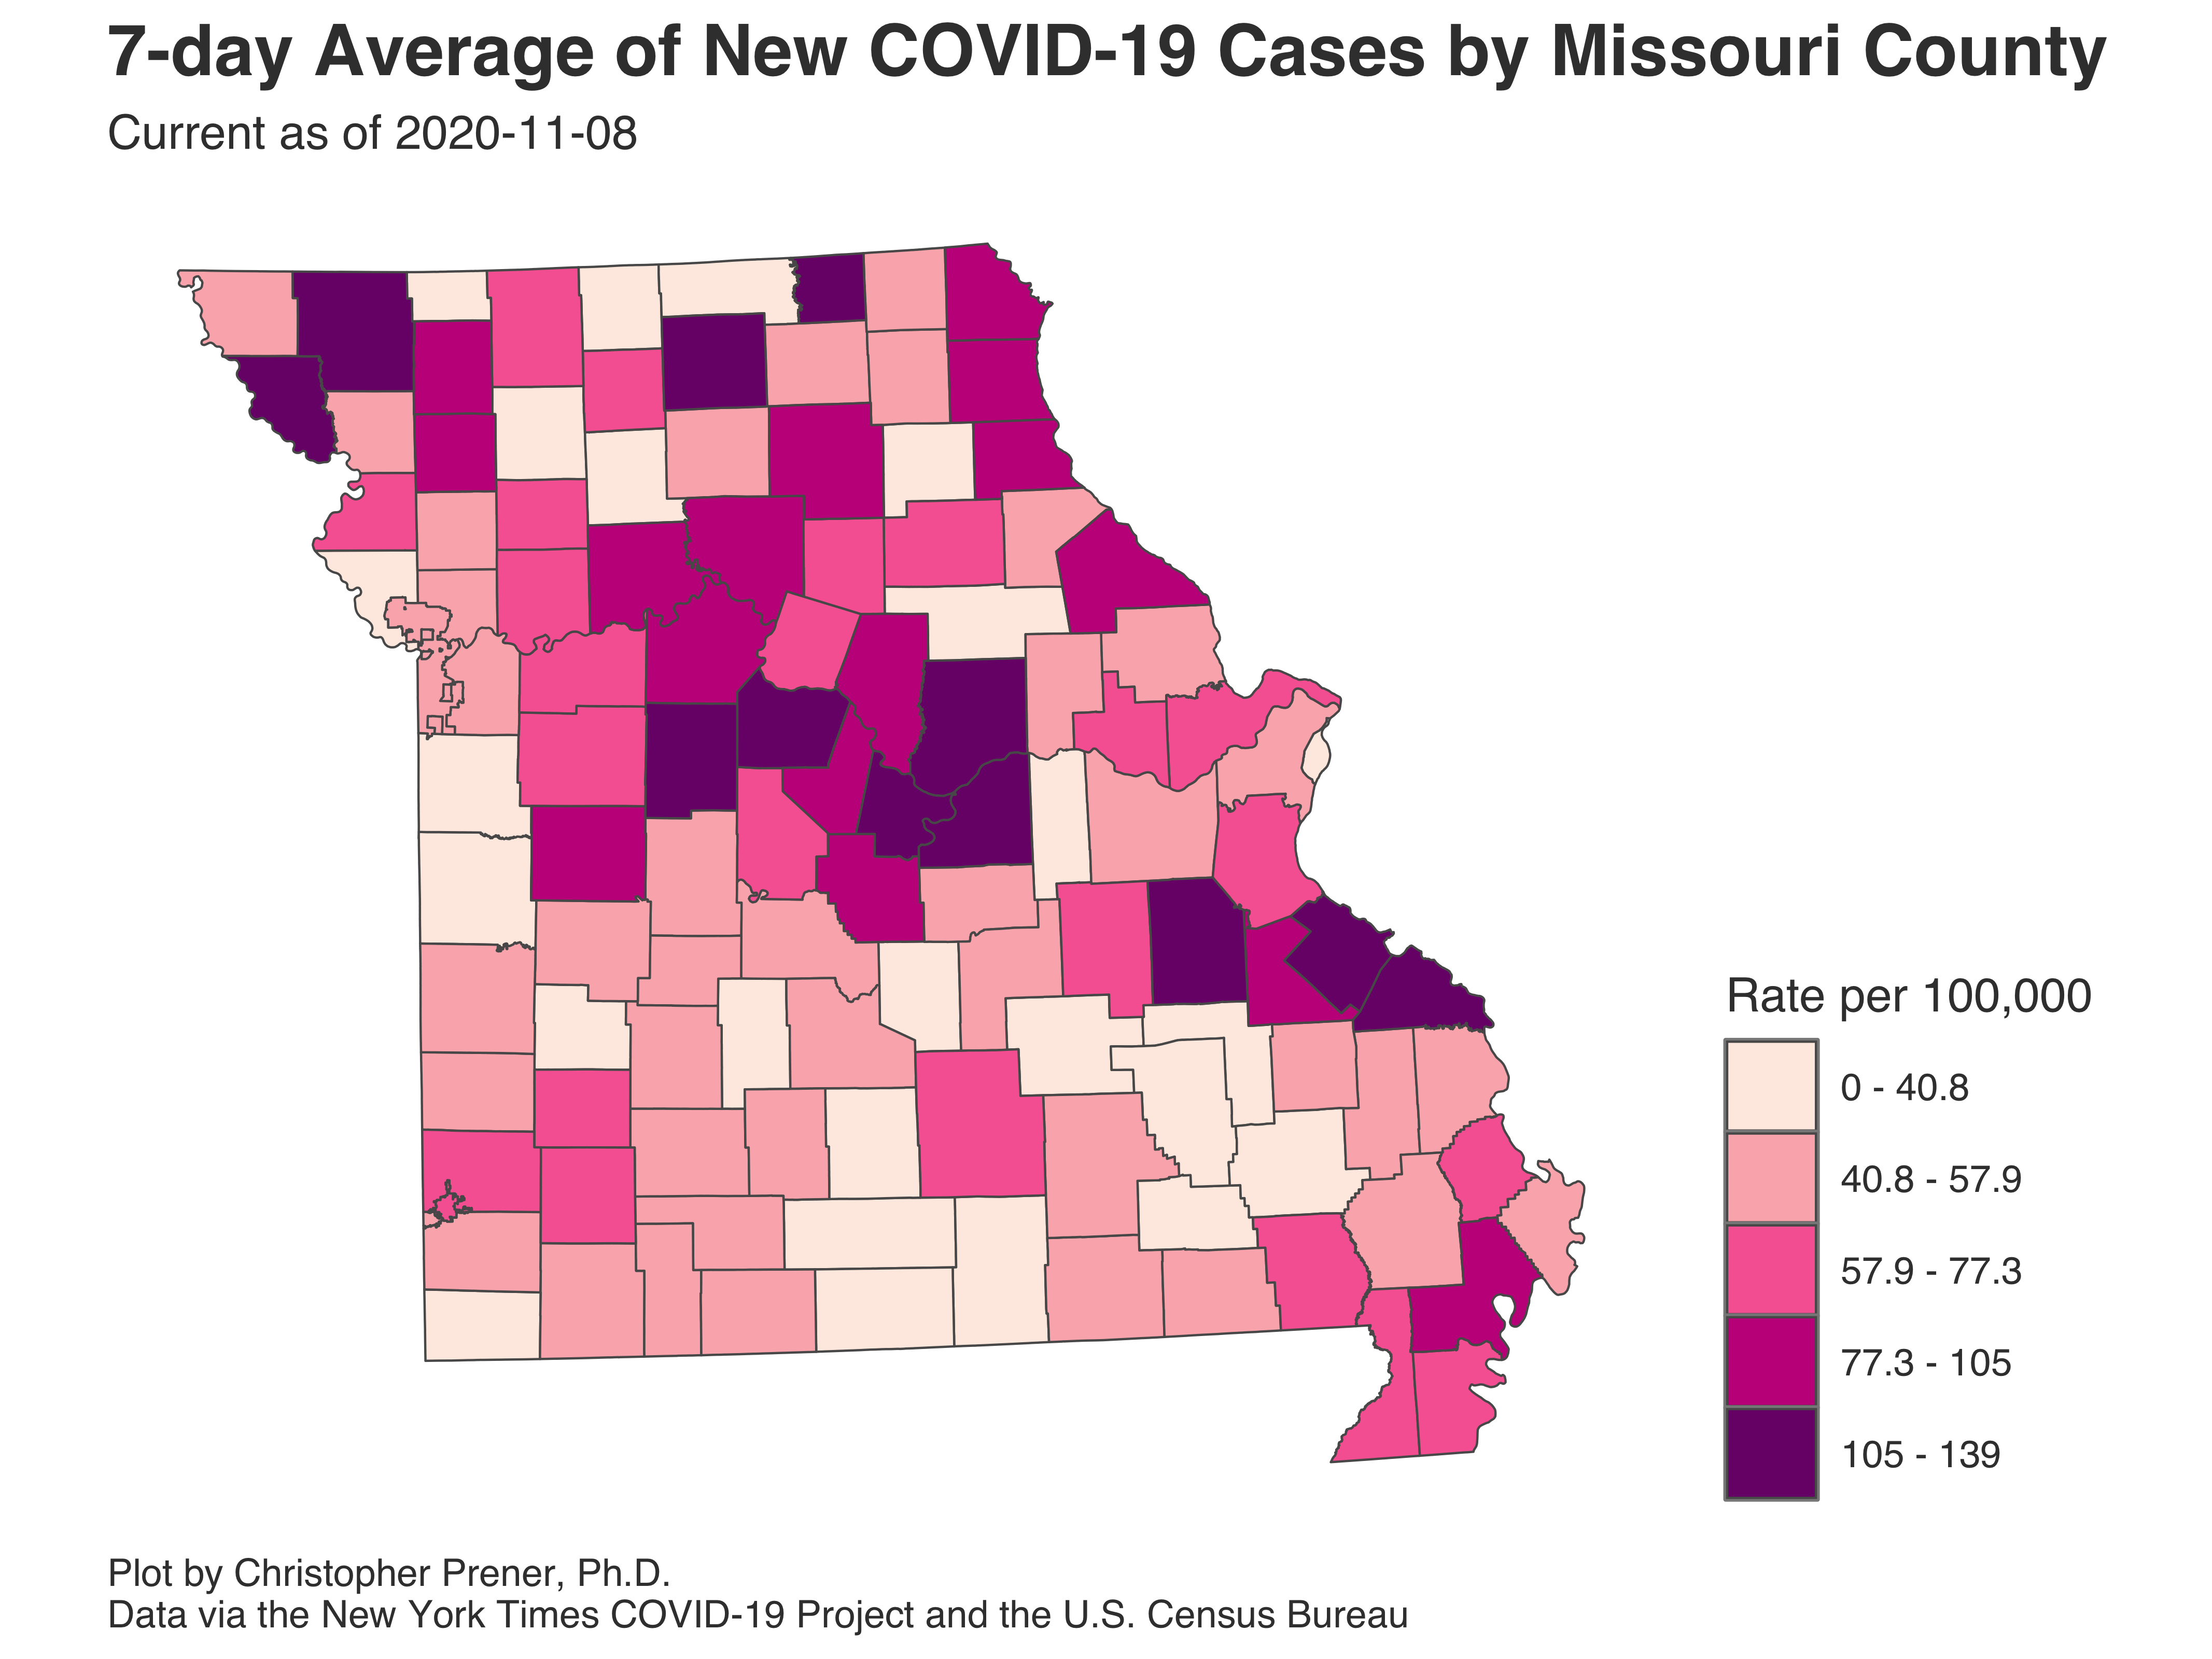 7-day Average of New COVID-19 Cases by Missouri County
Current as of 2020-11-08
Rate per 100,000
0 - 40.8
40.8 - 57.9
57.9 - 77.3
77.3 - 105
105 - 139
Plot by Christopher Prener, Ph.D.
Data via the New York Times COVID-19 Project and the U.S. Census Bureau